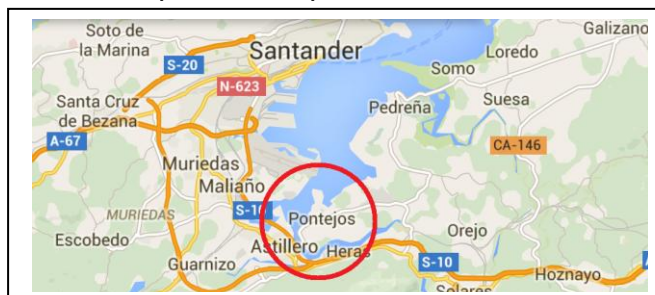 Soto de
la Marina
Santander
Galizano
S-20
Loredo
Somo
N-623
Santa Cruz
de Bezana
Pedreña
Suesa
A-67
CA-146
Muriedas
Maliaño
MURIEDAS
S-10
Pontejos
Orejo
Escobedo
Astillero
Heras
Guarnizo
S-10
Hoznayo
Solares